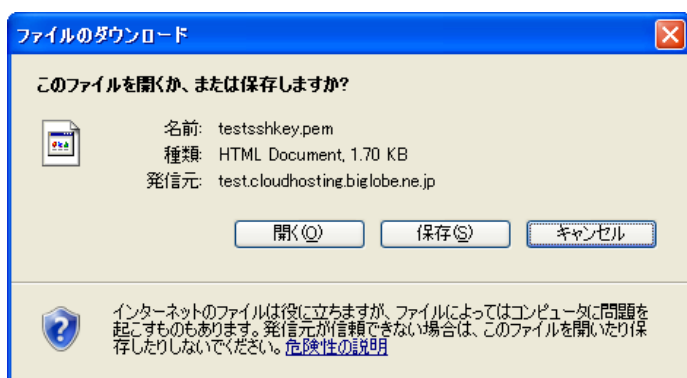 ファイルのダウンロード
このファイルを開くか、または保存しますか?
名前: testsshkey.pem
種類: HTML Document, 1.70 KB
発信元: test.cloudhosting.biglobe.ne.jp
開く(O) 保存(S) キャンセル
インターネットのファイルは役に立ちますが、ファイルによってはコンピュータに問題を
起こすものもあります。発信元が信頼できない場合は、このファイルを開いたり保
存したりしないでください。危険性の説明